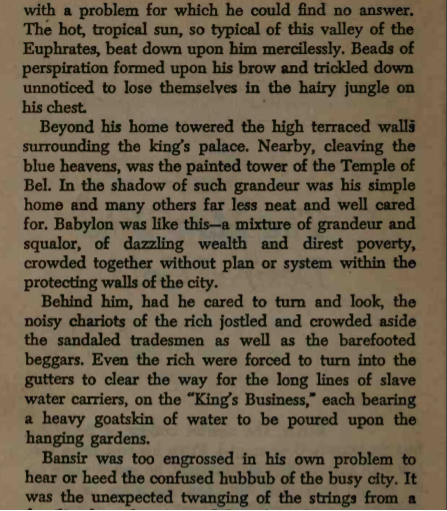 with a problem for which he could find no answer.
The hot, tropical sun, so typical of this valley of the
Euphrates, beat down upon him mercilessly. Beads of
perspiration formed upon his brow and trickled down
unnoticed to lose themselves in the hairy jungle on
his chest.
Beyond his home towered the high terraced walls
surrounding the king's palace. Nearby, cleaving the
blue heavens, was the painted tower of the Temple of
Bel. In the shadow of such grandeur was his simple
home and many others far less neat and well cared
for. Babylon was like this—a mixture of grandeur and
squalor, of dazzling wealth and direst poverty,
crowded together without plan or system within the
protecting walls of the city.
Behind him, had he cared to turn and look, the
noisy chariots of the rich jostled and crowded aside
the sandaled tradesmen as well as the barefooted
beggars. Even the rich were forced to turn into the
gutters to clear the way for the long lines of slave
water carriers, on the "King's Business," each bearing
a heavy goatskin of water to be poured upon the
hanging gardens.
Bansir was too engrossed in his own problem to
hear or heed the confused hubbub of the busy city. It
was the unexpected twanging of the strings from a